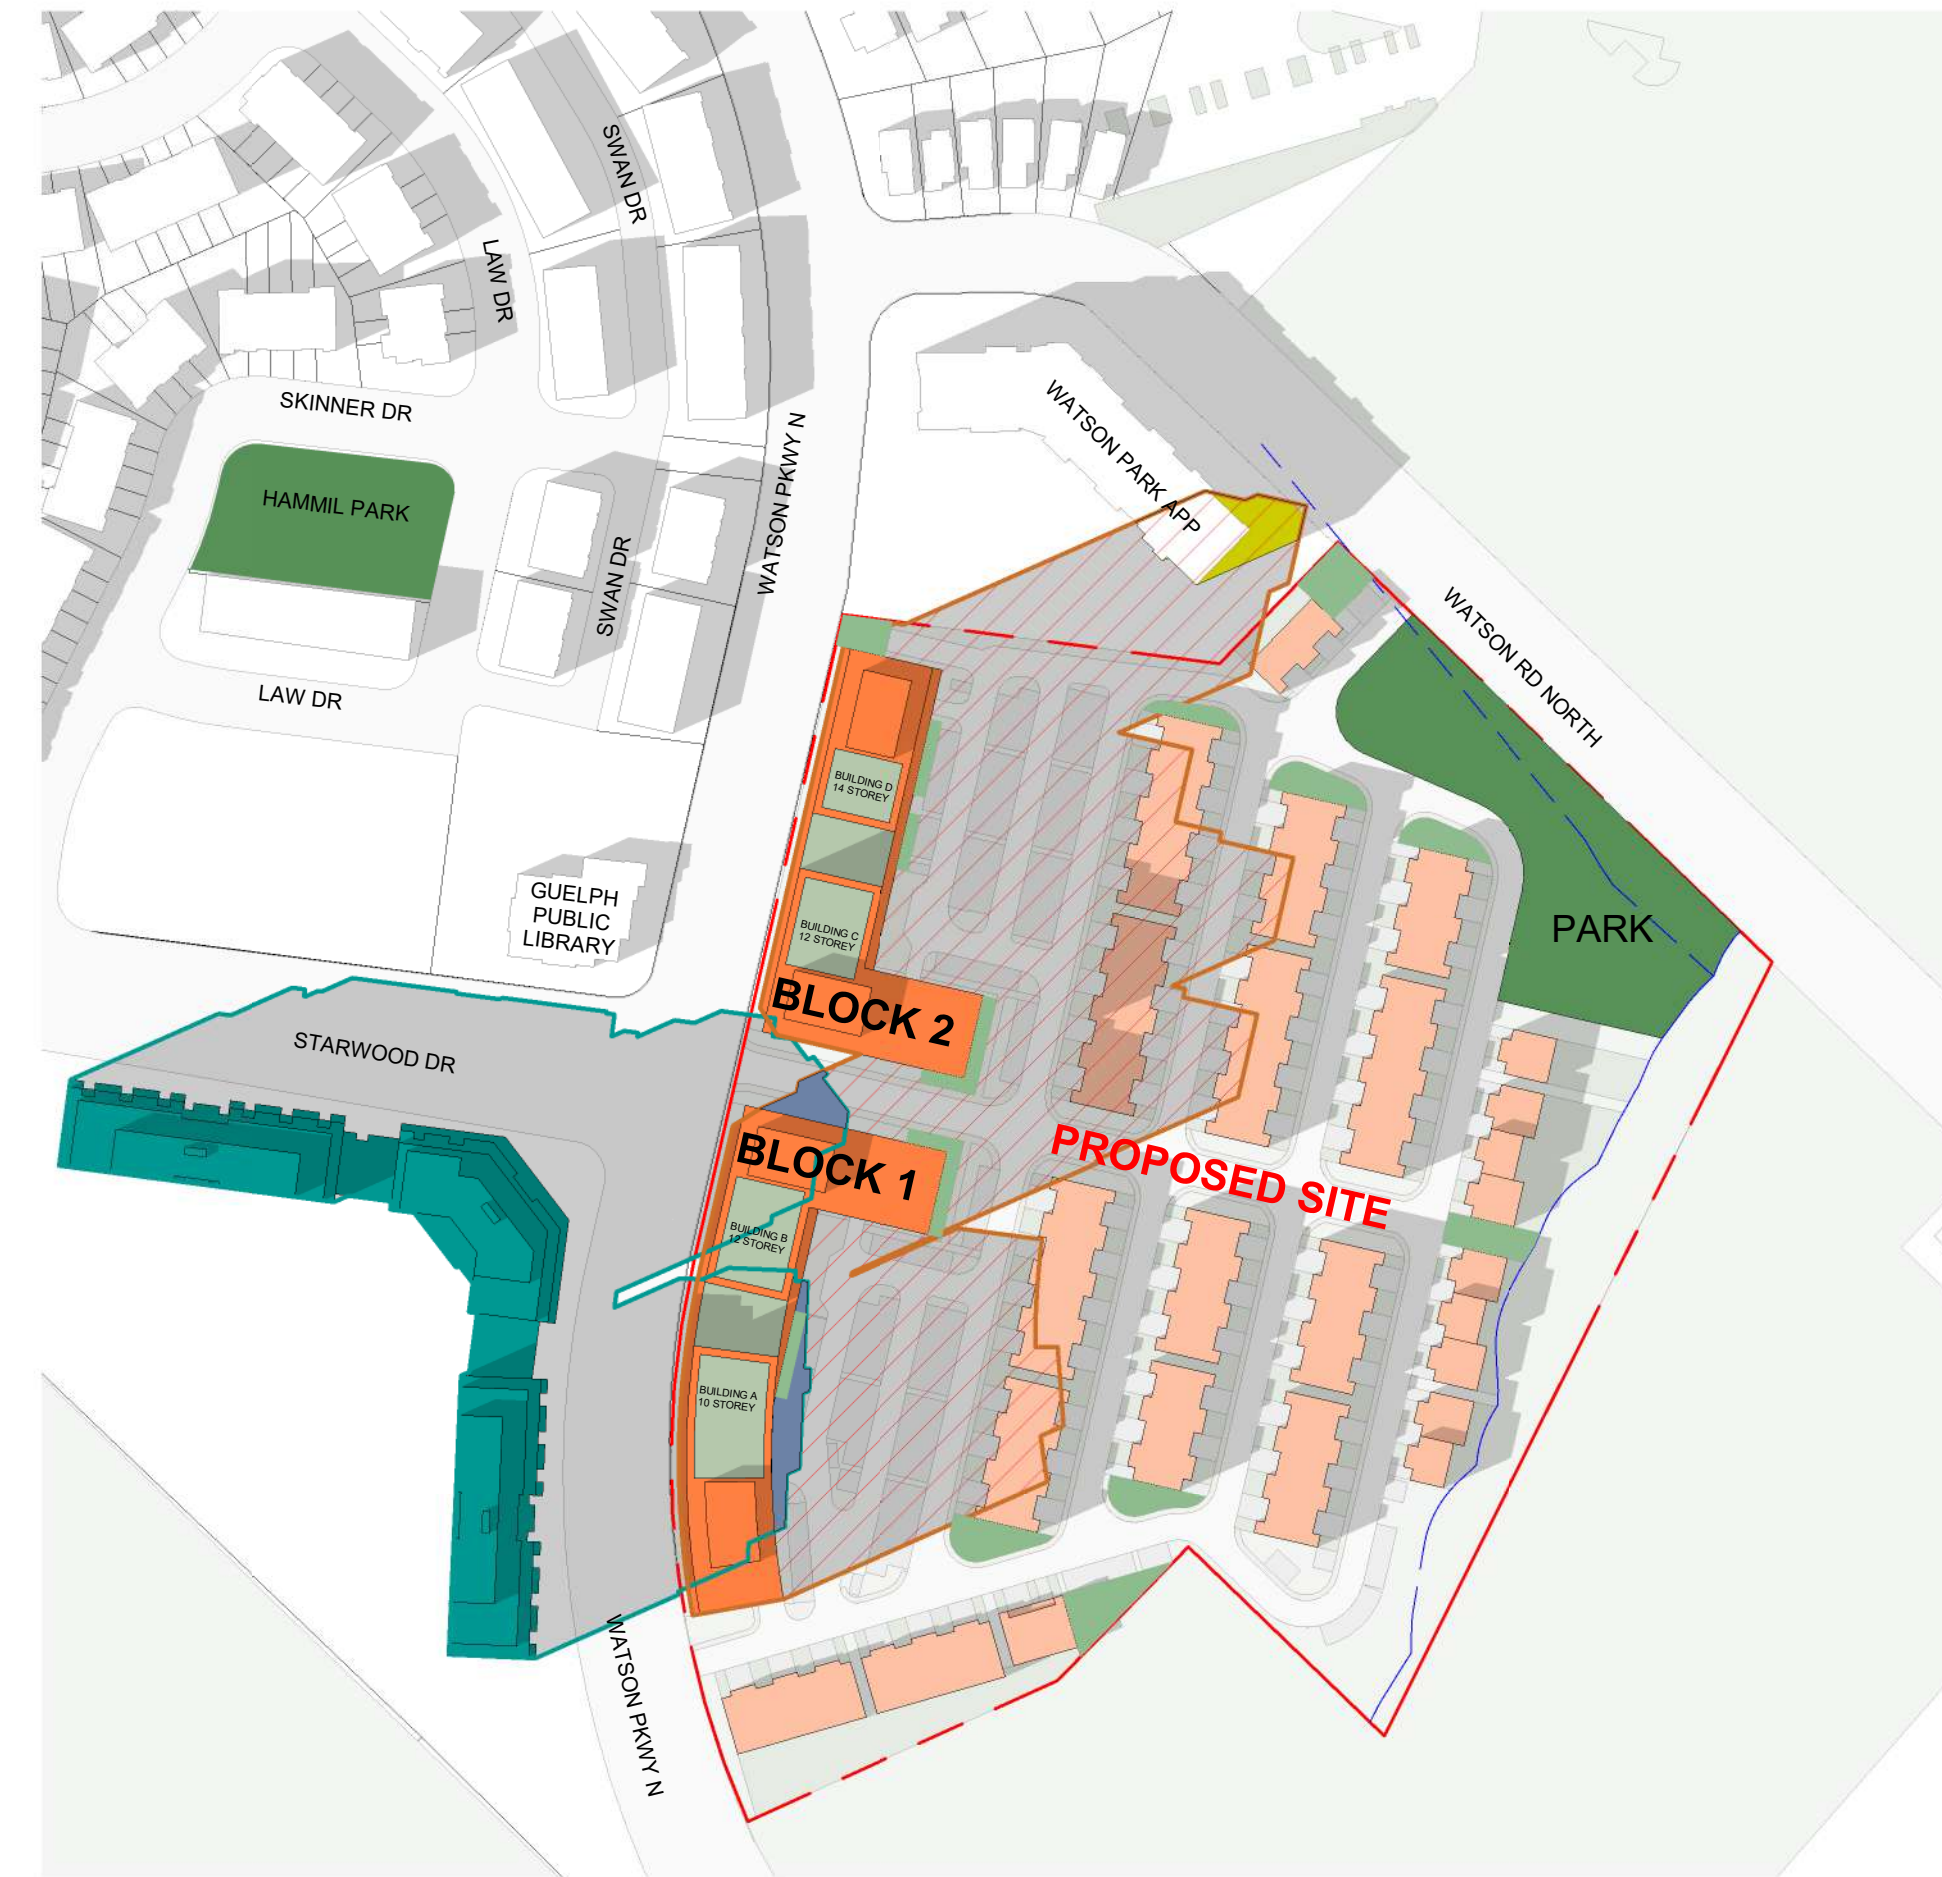 SWAN DR
LAW DR
SKINNER DR
WATSON PARK APP
HAMMIL PARK
WATSON PKWY N
SWAN DR
WATSON RD NORTH
LAW DR
BUILDING D
14 STOREY
GUELPH
PUBLIC
LIBRARY
BUILDING C
12 STOREY
PARK
BLOCK 2
STARWOOD DR
BLOCK 1
PROPOSED SITE
BUILDING B
12 STOREY
BUILDING A
10 STOREY
WATSON PKWY N